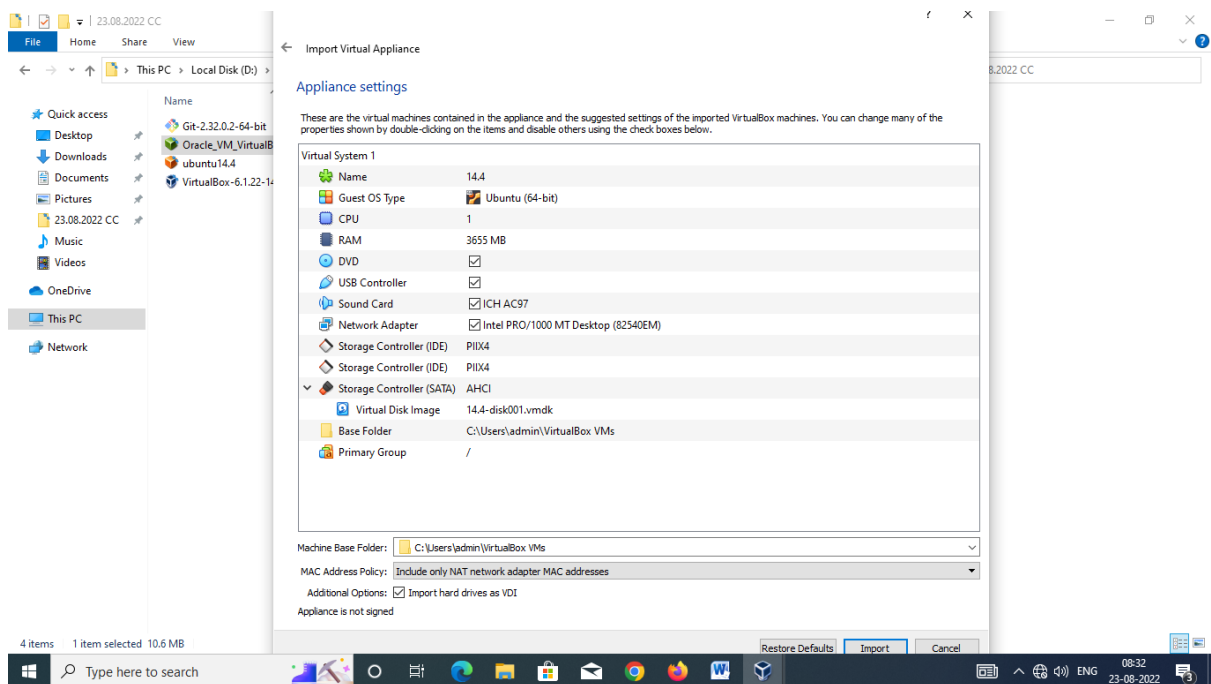 23.08.2022 CC
File Home Share View
This PC > Local Disk (D:) >
8.2022 CC
Quick access
Desktop
Downloads
Documents
Pictures
23.08.2022 CC
Music
Videos
OneDrive
This PC
Network
Name
Git-2.32.0.2-64-bit
Oracle_VM_VirtualB
ubuntu14.4
VirtualBox-6.1.22-14
? ×
Import Virtual Appliance
Appliance settings
These are the virtual machines contained in the appliance and the suggested settings of the imported VirtualBox machines. You can change many of the
properties shown by double-clicking on the items and disable others using the check boxes below.
Virtual System 1
Name 14.4
Guest OS Type Ubuntu (64-bit)
CPU 1
RAM 3655 MB
DVD
USB Controller
Sound Card ICH AC97
Network Adapter Intel PRO/1000 MT Desktop (82540EM)
Storage Controller (IDE) PIIX4
Storage Controller (IDE) PIIX4
Storage Controller (SATA) AHCI
Virtual Disk Image 14.4-disk001.vmdk
Base Folder C:\Users\admin\VirtualBox VMs
Primary Group /
Machine Base Folder: C:\Users\admin\VirtualBox VMs
MAC Address Policy: Include only NAT network adapter MAC addresses
Additional Options: Import hard drives as VDI
Appliance is not signed
Restore Defaults Import Cancel
4 items 1 item selected 10.6 MB
Type here to search
ENG
08:32
23-08-2022
3